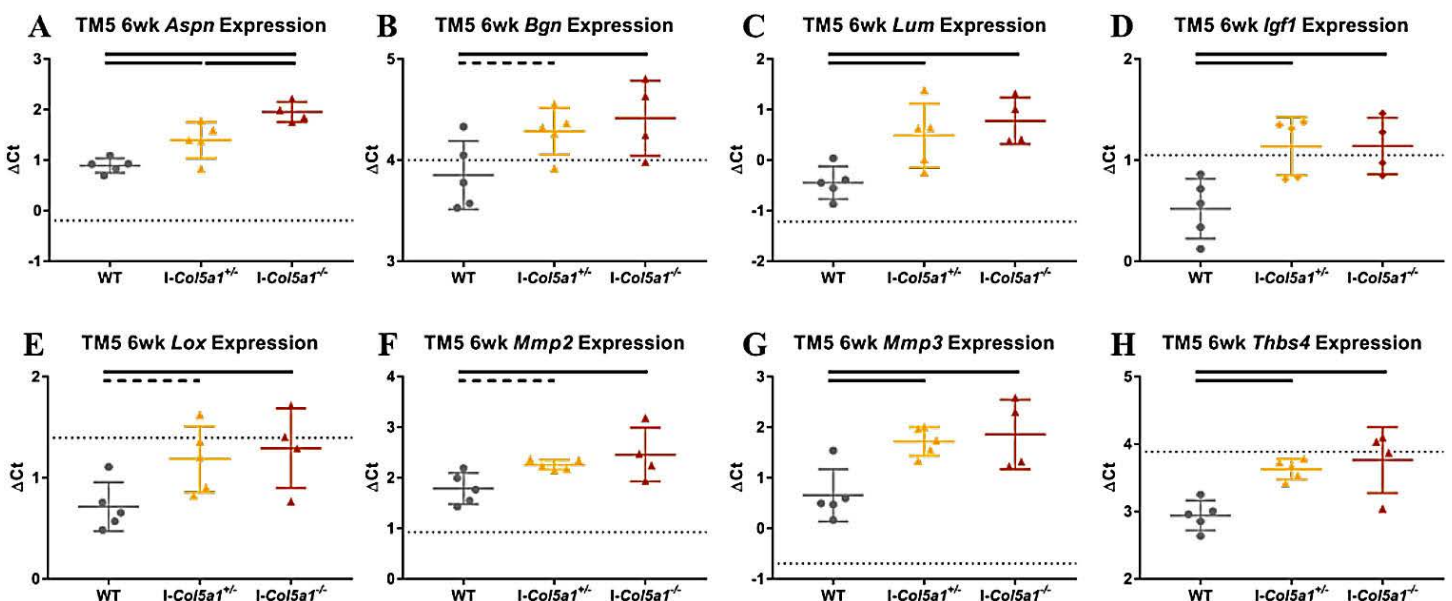 A TM5 6wk Aspn Expression
ΔCt
3
2
1
0
-1
WT I-Col5a1+/- I-Col5a1-/-
B TM5 6wk Bgn Expression
ΔCt
5
4
3
WT I-Col5a1+/- I-Col5a1-/-
C TM5 6wk Lum Expression
ΔCt
2
1
0
-1
-2
WT I-Col5a1+/- I-Col5a1-/-
D TM5 6wk Igf1 Expression
ΔCt
2
1
0
WT I-Col5a1+/- I-Col5a1-/-
E TM5 6wk Lox Expression
ΔCt
2
1
0
WT I-Col5a1+/- I-Col5a1-/-
F TM5 6wk Mmp2 Expression
ΔCt
4
3
2
1
0
WT I-Col5a1+/- I-Col5a1-/-
G TM5 6wk Mmp3 Expression
ΔCt
3
2
1
0
-1
WT I-Col5a1+/- I-Col5a1-/-
H TM5 6wk Thbs4 Expression
ΔCt
5
4
3
2
WT I-Col5a1+/- I-Col5a1-/-